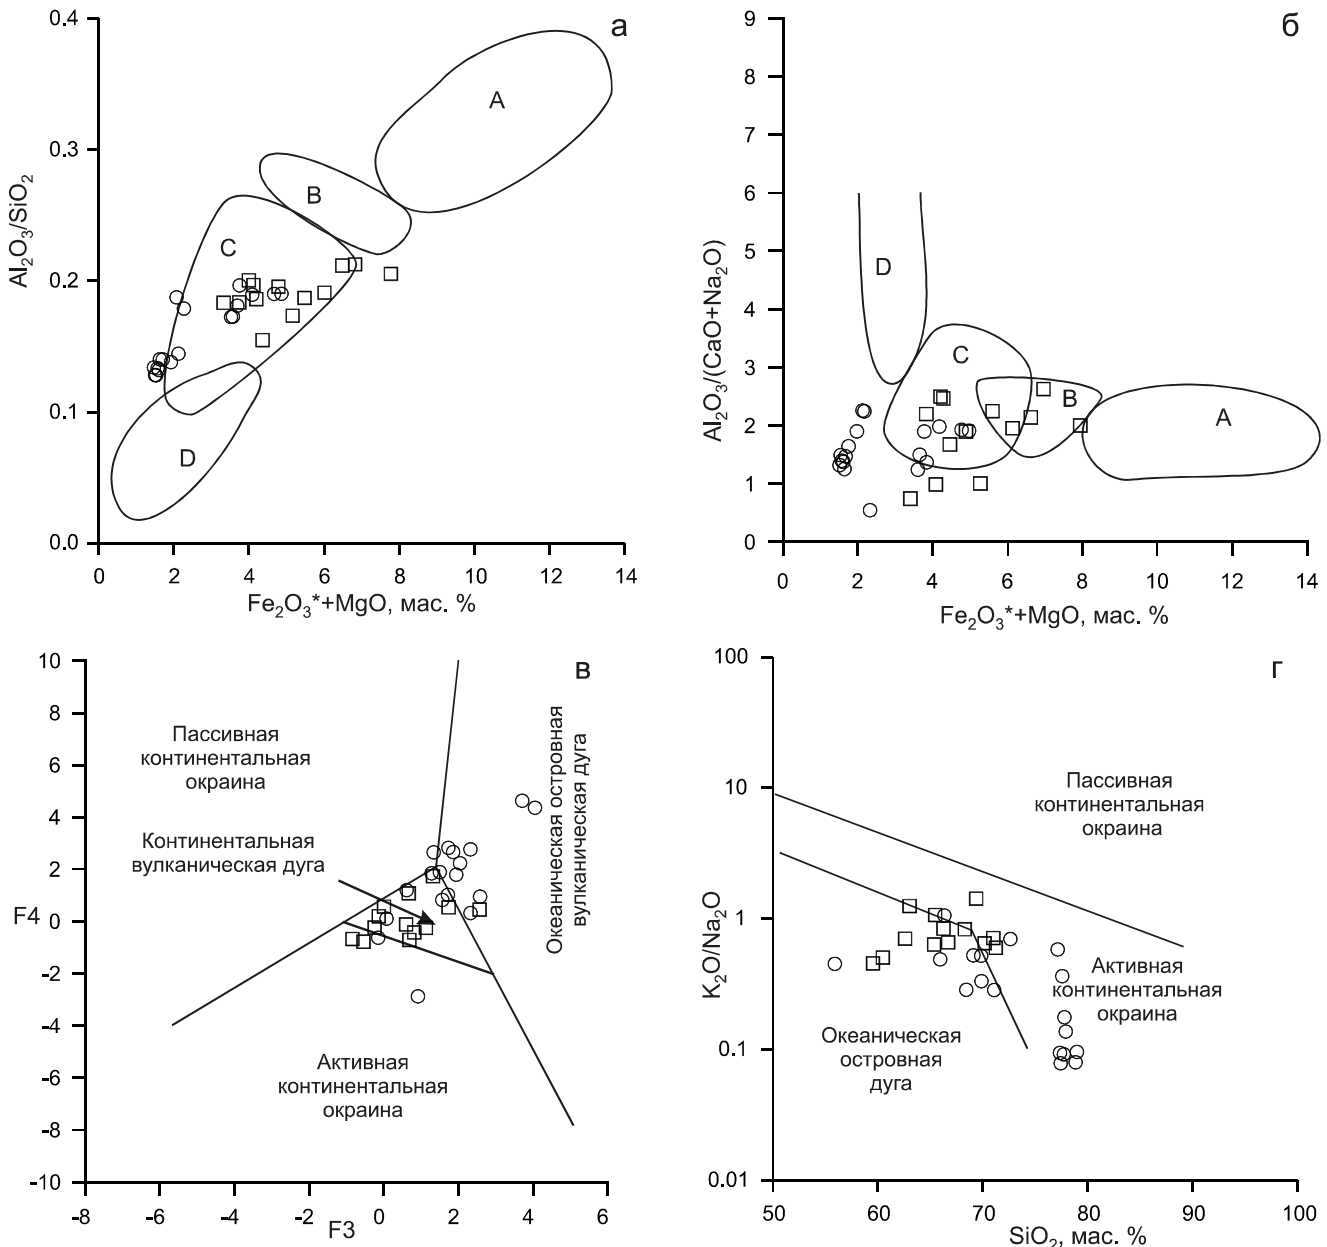 а
0.4
0.3
0.2
0.1
0.0
Al₂O₃/SiO₂
A
B
C
D
0 2 4 6 8 10 12 14
Fe₂O₃*+MgO, мас. %
б
9
8
7
6
5
4
3
2
1
0
Al₂O₃/(CaO+Na₂O)
D
C
B
A
0 2 4 6 8 10 12 14
Fe₂O₃*+MgO, мас. %
в
10
8
6
4
2
0
-2
-4
-6
-8
-10
F4
Пассивная
континентальная
окраина
Континентальная
вулканическая дуга
Океаническая островная
вулканическая дуга
Активная
континентальная
окраина
-8 -6 -4 -2 0 2 4 6
F3
г
100
10
1
0.1
0.01
K₂O/Na₂O
Пассивная
континентальная
окраина
Активная
континентальная
окраина
Океаническая
островная
дуга
50 60 70 80 90 100
SiO₂, мас. %